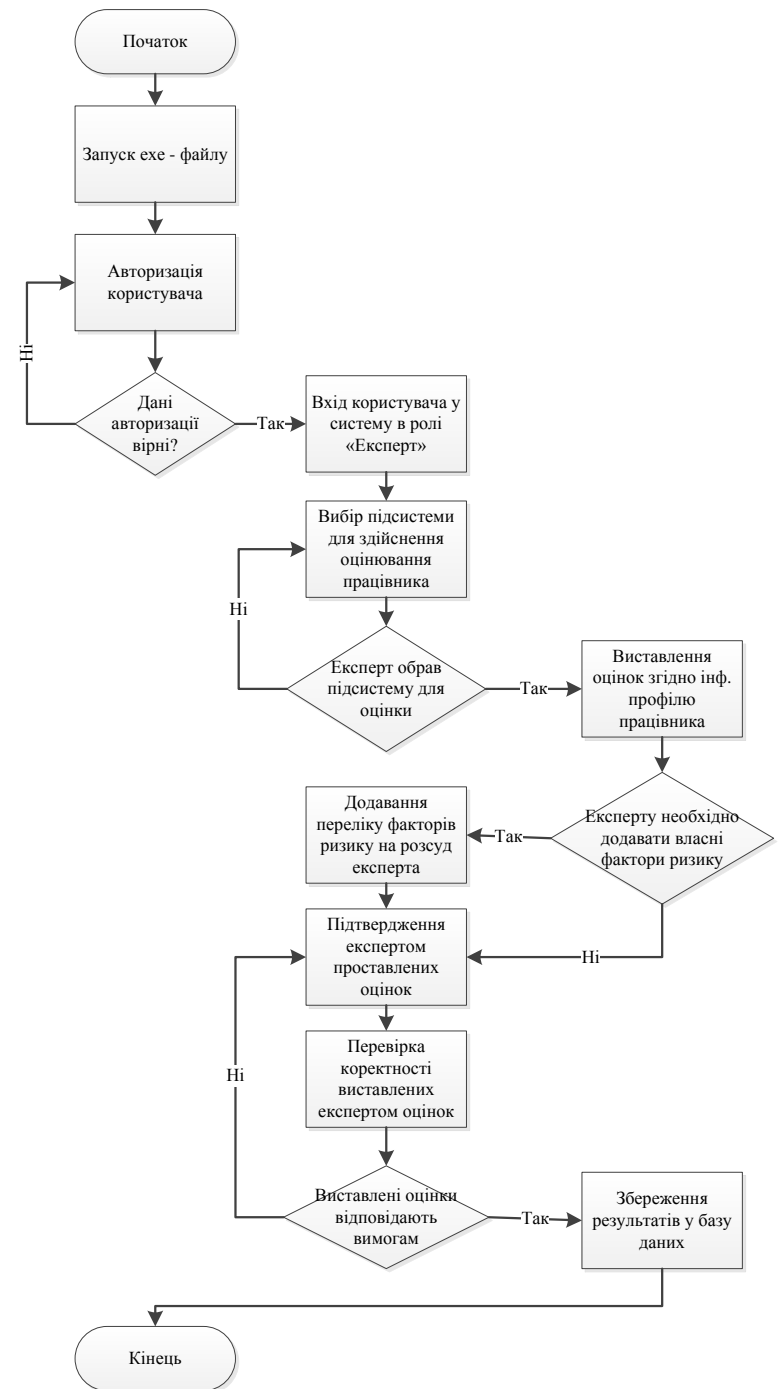 Початок
Запуск exe - файлу
Авторизація
користувача
Ні
Дані
авторизації
вірні?
Так
Вхід користувача у
систему в ролі
«Експерт»
Вибір підсистеми
для здійснення
оцінювання
працівника
Ні
Експерт обрав
підсистему для
оцінки
Так
Виставлення
оцінок згідно інф.
профілю
працівника
Експерту необхідно
додавати власні
фактори ризику
Так
Додавання
переліку факторів
ризику на розсуд
експерта
Ні
Підтвердження
експертом
проставлених
оцінок
Перевірка
коректності
виставлених
експертом оцінок
Ні
Виставлені оцінки
відповідають
вимогам
Так
Збереження
результатів у базу
даних
Кінець